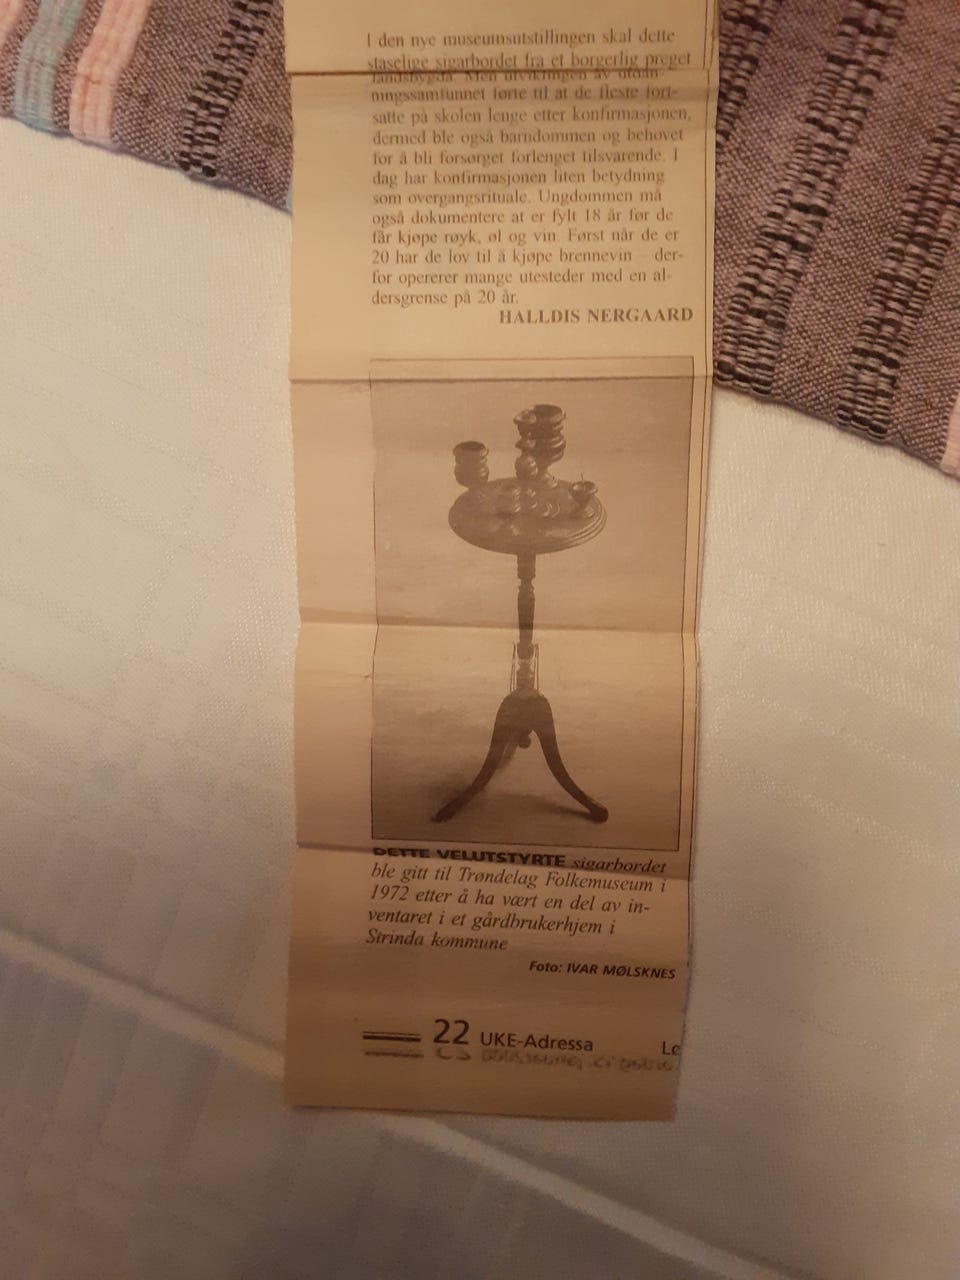 I den nye museumsutstillingen skal dette
staselige sigarbordet fra et borgerlig preget
landsbygda. Men utviklingen av utdan-
ningssamfunnet førte til at de fleste fort-
satte på skolen lenge etter konfirmasjonen,
dermed ble også barndommen og behovet
for å bli forsørget forlenget tilsvarende. I
dag har konfirmasjonen liten betydning
som overgangsrituale. Ungdommen må
også dokumentere at er fylt 18 år før de
får kjøpe røyk, øl og vin. Først når de er
20 har de lov til å kjøpe brennevin – der-
for opererer mange utesteder med en al-
dersgrense på 20 år.
HALLDIS NERGAARD
DETTE VELUTSTYRTE sigarbordet
ble gitt til Trøndelag Folkemuseum i
1972 etter å ha vært en del av in-
ventaret i et gårdbrukerhjem i
Strinda kommune
Foto: IVAR MØLSKNES
22 UKE-Adressa